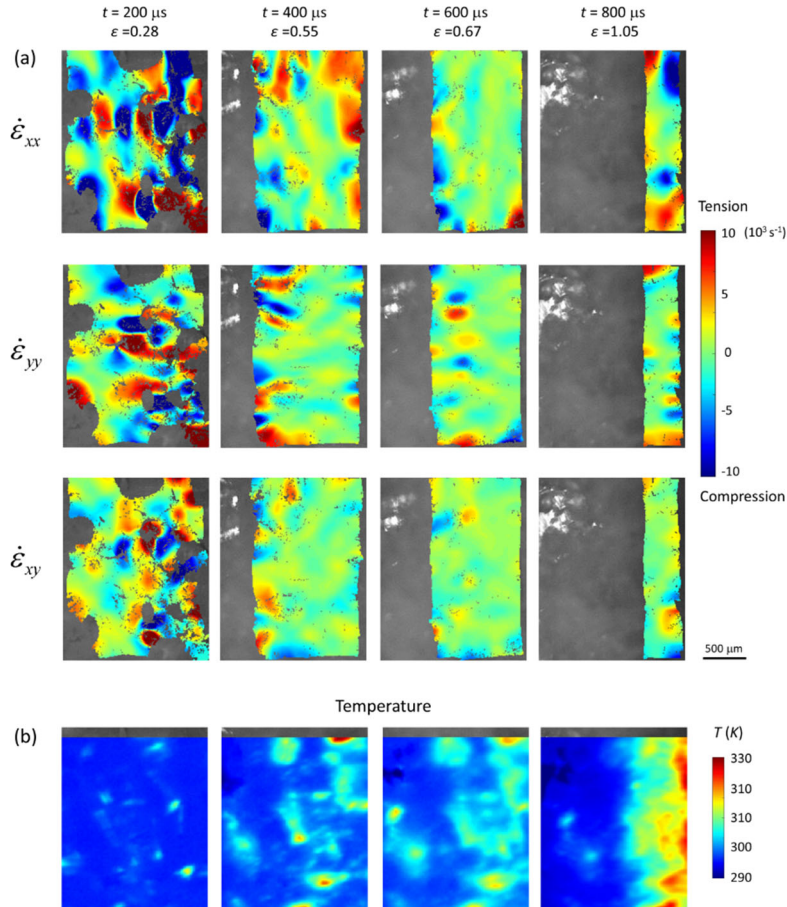 t = 200 μs t = 400 μs t = 600 μs t = 800 μs
ε =0.28 ε =0.55 ε =0.67 ε =1.05
(a)
ε̇xx
Tension
10 (10³ s⁻¹)
5
ε̇yy
0
-5
-10
Compression
ε̇xy
500 μm
Temperature
(b)
T (K)
330
320
310
300
290